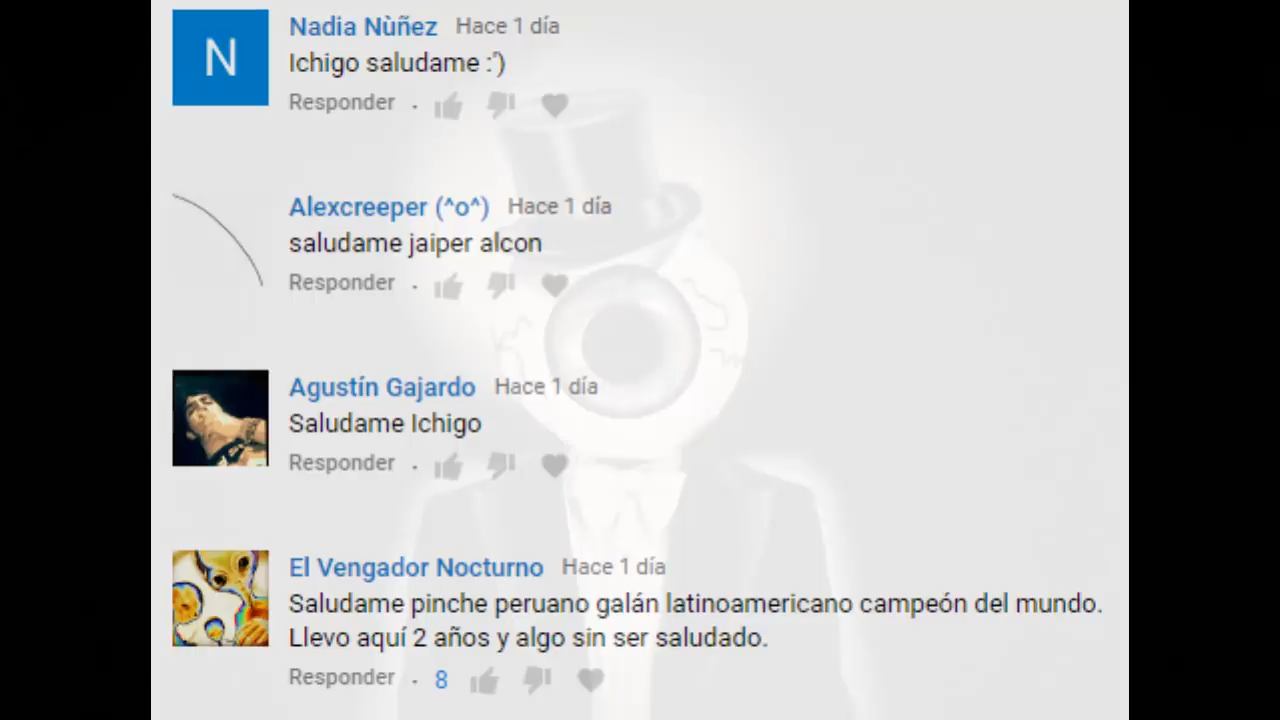 N
Nadia Nùñez Hace 1 día
Ichigo saludame :')
Responder ·
Alexcreeper (^o^) Hace 1 día
saludame jaiper alcon
Responder ·
Agustín Gajardo Hace 1 día
Saludame Ichigo
Responder ·
El Vengador Nocturno Hace 1 día
Saludame pinche peruano galán latinoamericano campeón del mundo.
Llevo aquí 2 años y algo sin ser saludado.
Responder · 8